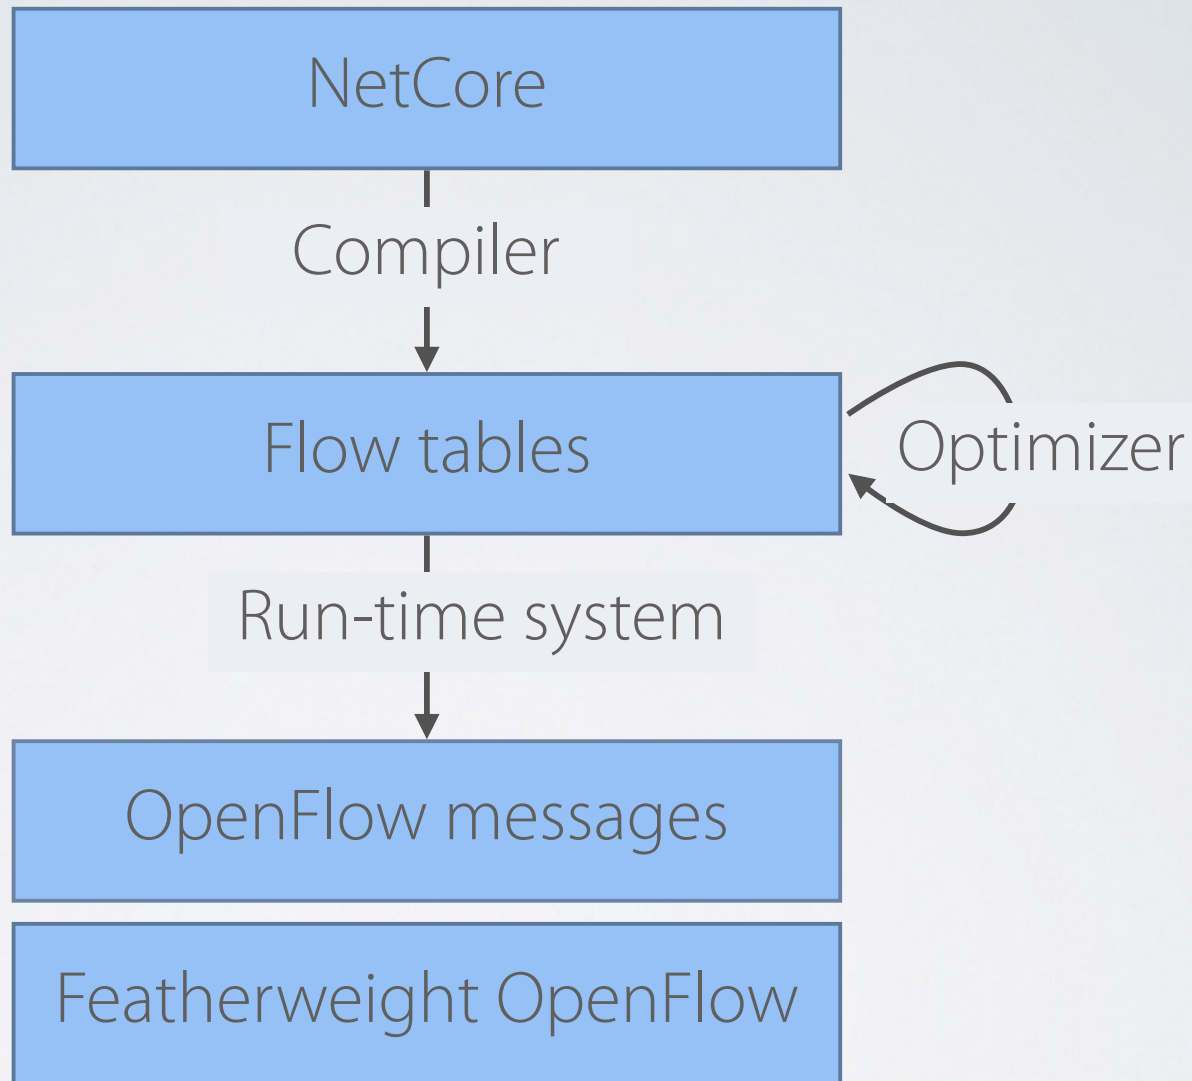 NetCore
Compiler
Flow tables
Optimizer
Run-time system
OpenFlow messages
Featherweight OpenFlow